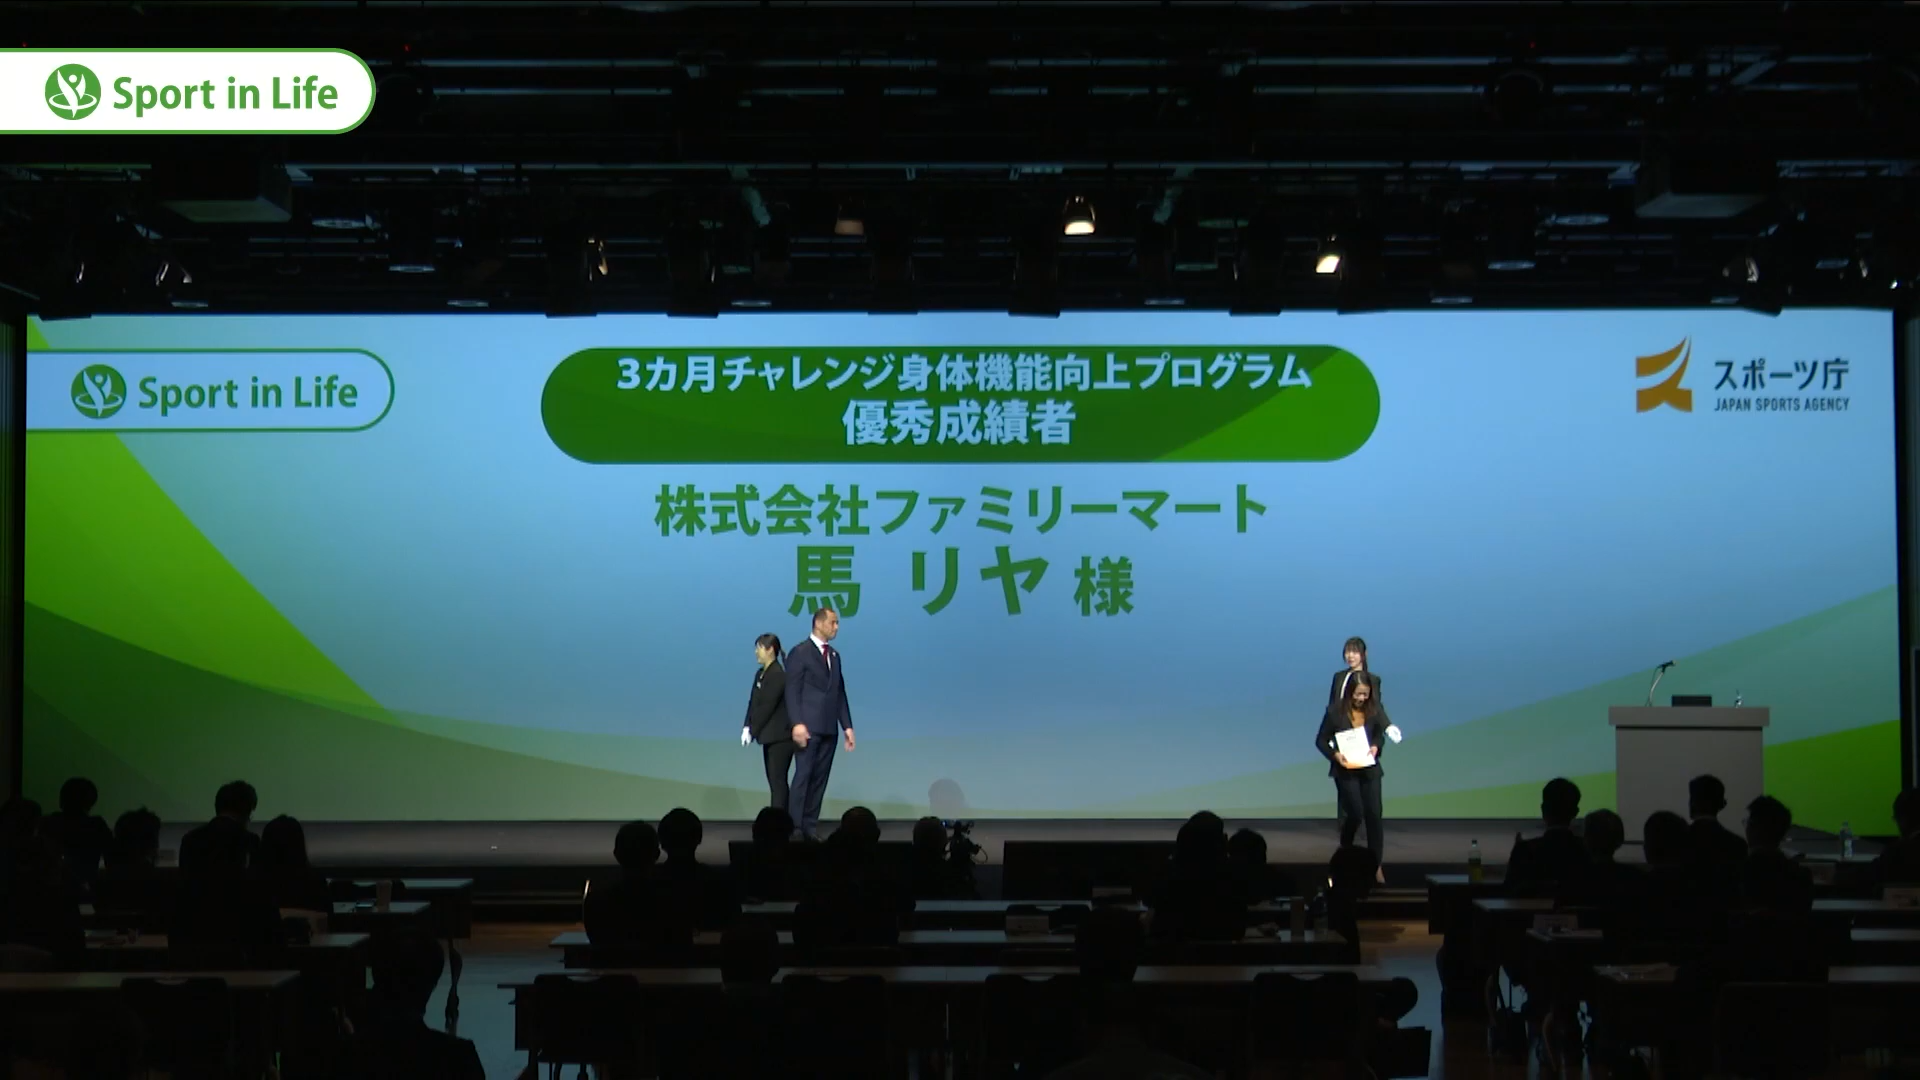 Sport in Life
Sport in Life
3カ月チャレンジ身体機能向上プログラム
優秀成績者
スポーツ庁
JAPAN SPORTS AGENCY
株式会社ファミリーマート
馬 リヤ 様